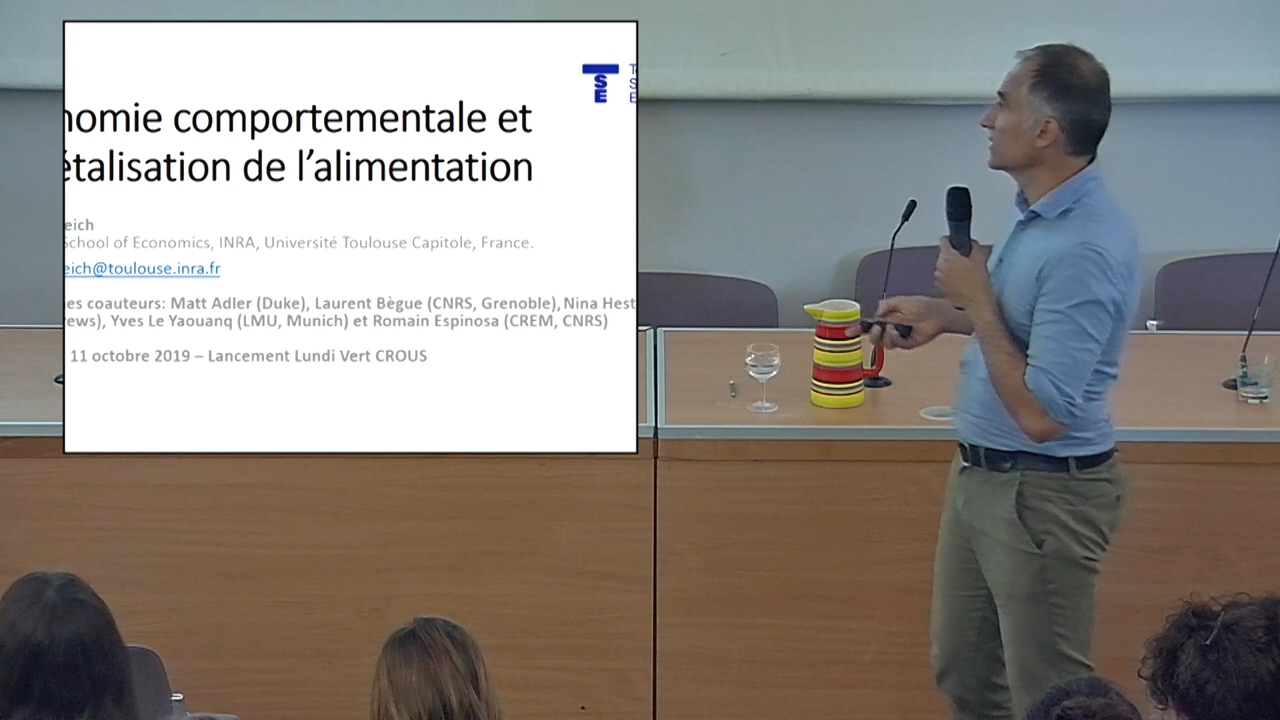 TSE
nomie comportementale et
étalisation de l'alimentation
eich
School of Economics, INRA, Université Toulouse Capitole, France.
eich@toulouse.inra.fr
es coauteurs: Matt Adler (Duke), Laurent Bègue (CNRS, Grenoble), Nina Hest
ews), Yves Le Yaouanq (LMU, Munich) et Romain Espinosa (CREM, CNRS)
11 octobre 2019 – Lancement Lundi Vert CROUS